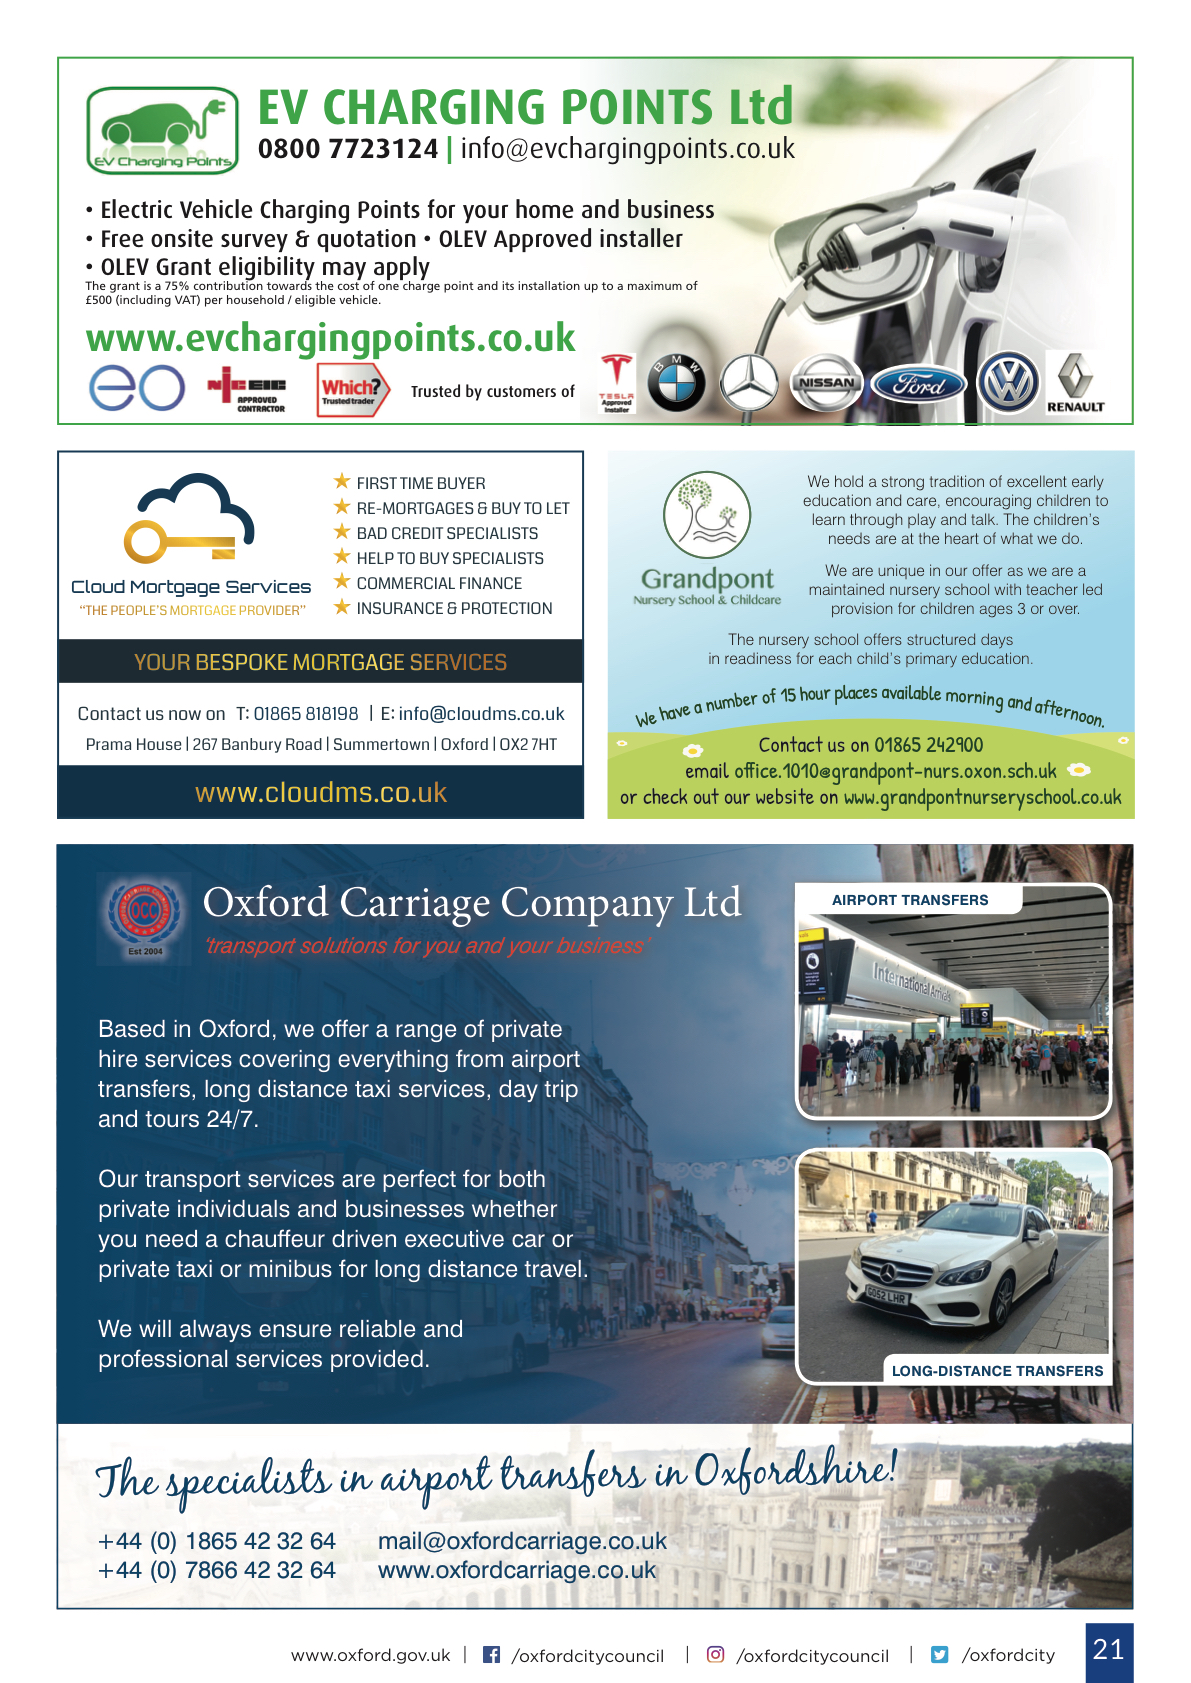 EV Charging Points
EV CHARGING POINTS Ltd
0800 7723124 | info@evchargingpoints.co.uk
• Electric Vehicle Charging Points for your home and business
• Free onsite survey & quotation • OLEV Approved installer
• OLEV Grant eligibility may apply
The grant is a 75% contribution towards the cost of one charge point and its installation up to a maximum of
£500 (including VAT) per household / eligible vehicle.
www.evchargingpoints.co.uk
eo
NICEIC
APPROVED
CONTRACTOR
Which?
Trusted trader
Trusted by customers of
TESLA
Approved
Installer
BMW
NISSAN
Ford
RENAULT
Cloud Mortgage Services
“THE PEOPLE’S MORTGAGE PROVIDER”
FIRST TIME BUYER
RE-MORTGAGES & BUY TO LET
BAD CREDIT SPECIALISTS
HELP TO BUY SPECIALISTS
COMMERCIAL FINANCE
INSURANCE & PROTECTION
YOUR BESPOKE MORTGAGE SERVICES
Contact us now on T: 01865 818198 | E: info@cloudms.co.uk
Prama House | 267 Banbury Road | Summertown | Oxford | OX2 7HT
www.cloudms.co.uk
Grandpont
Nursery School & Childcare
We hold a strong tradition of excellent early
education and care, encouraging children to
learn through play and talk. The children’s
needs are at the heart of what we do.
We are unique in our offer as we are a
maintained nursery school with teacher led
provision for children ages 3 or over.
The nursery school offers structured days
in readiness for each child’s primary education.
We have a number of 15 hour places available morning and afternoon.
Contact us on 01865 242900
email office.1010@grandpont-nurs.oxon.sch.uk
or check out our website on www.grandpontnurseryschool.co.uk
OCC
Est 2004
Oxford Carriage Company Ltd
‘transport solutions for you and your business’
Based in Oxford, we offer a range of private
hire services covering everything from airport
transfers, long distance taxi services, day trip
and tours 24/7.
Our transport services are perfect for both
private individuals and businesses whether
you need a chauffeur driven executive car or
private taxi or minibus for long distance travel.
We will always ensure reliable and
professional services provided.
AIRPORT TRANSFERS
International Arrivals
GO52 LHR
LONG-DISTANCE TRANSFERS
The specialists in airport transfers in Oxfordshire!
+44 (0) 1865 42 32 64 mail@oxfordcarriage.co.uk
+44 (0) 7866 42 32 64 www.oxfordcarriage.co.uk
www.oxford.gov.uk | /oxfordcitycouncil | /oxfordcitycouncil | /oxfordcity
21